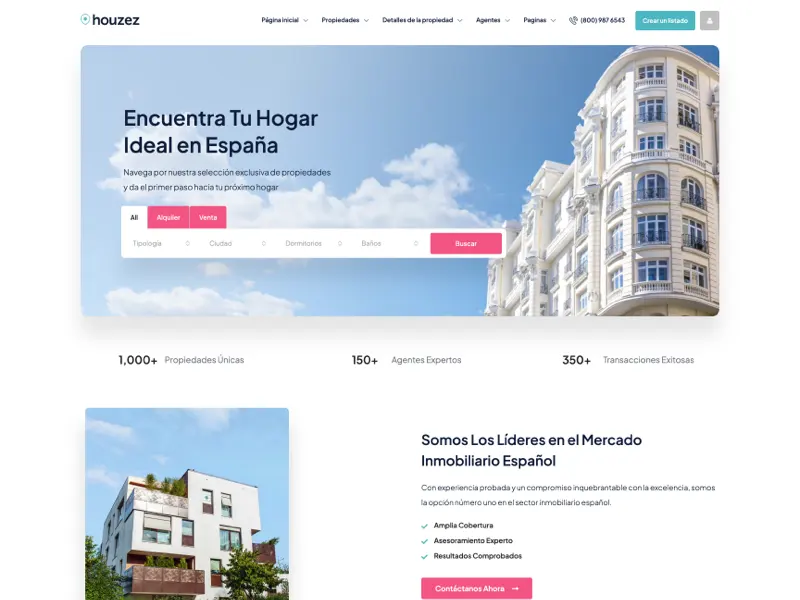 houzez
Página inicial Propiedades Detalles de la propiedad Agentes Paginas (800) 987 6543 Crear un listado
Encuentra Tu Hogar
Ideal en España
Navega por nuestra selección exclusiva de propiedades
y da el primer paso hacia tu próximo hogar
All Alquiler Venta
Tipología Ciudad Dormitorios Baños Buscar
1,000+ Propiedades Únicas 150+ Agentes Expertos 350+ Transacciones Exitosas
Somos Los Líderes en el Mercado
Inmobiliario Español
Con experiencia probada y un compromiso inquebrantable con la excelencia, somos
la opción número uno en el sector inmobiliario español.
Amplia Cobertura
Asesoramiento Experto
Resultados Comprobados
Contáctanos Ahora →